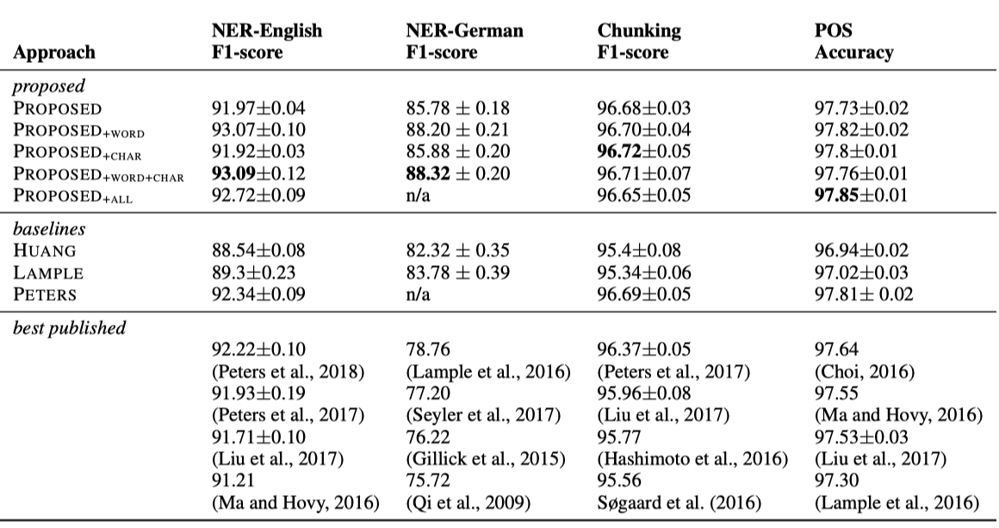 NER-English NER-German Chunking POS
Approach F1-score F1-score F1-score Accuracy
proposed
PROPOSED 91.97±0.04 85.78 ± 0.18 96.68±0.03 97.73±0.02
PROPOSED+WORD 93.07±0.10 88.20 ± 0.21 96.70±0.04 97.82±0.02
PROPOSED+CHAR 91.92±0.03 85.88 ± 0.20 96.72±0.05 97.8±0.01
PROPOSED+WORD+CHAR 93.09±0.12 88.32 ± 0.20 96.71±0.07 97.76±0.01
PROPOSED+ALL 92.72±0.09 n/a 96.65±0.05 97.85±0.01
baselines
HUANG 88.54±0.08 82.32 ± 0.35 95.4±0.08 96.94±0.02
LAMPLE 89.3±0.23 83.78 ± 0.39 95.34±0.06 97.02±0.03
PETERS 92.34±0.09 n/a 96.69±0.05 97.81± 0.02
best published
92.22±0.10 78.76 96.37±0.05 97.64
(Peters et al., 2018) (Lample et al., 2016) (Peters et al., 2017) (Choi, 2016)
91.93±0.19 77.20 95.96±0.08 97.55
(Peters et al., 2017) (Seyler et al., 2017) (Liu et al., 2017) (Ma and Hovy, 2016)
91.71±0.10 76.22 95.77 97.53±0.03
(Liu et al., 2017) (Gillick et al., 2015) (Hashimoto et al., 2016) (Liu et al., 2017)
91.21 75.72 95.56 97.30
(Ma and Hovy, 2016) (Qi et al., 2009) Søgaard et al. (2016) (Lample et al., 2016)